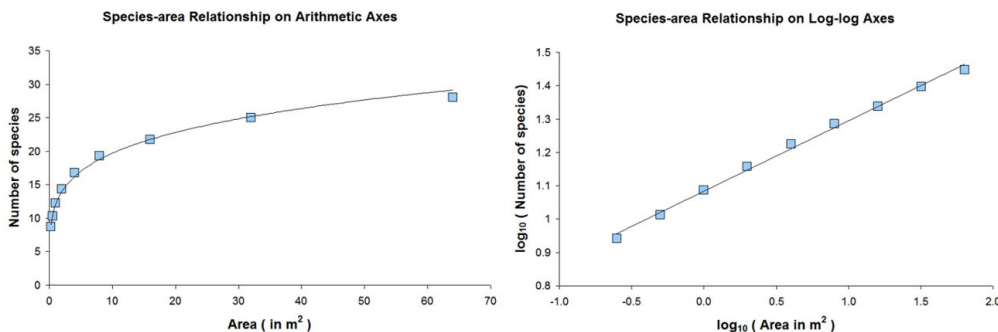 Species-area Relationship on Arithmetic Axes
35
30
25
20
15
10
5
0
Number of species
0 10 20 30 40 50 60 70
Area ( in m²)
Species-area Relationship on Log-log Axes
1.5
1.4
1.3
1.2
1.1
1
0.9
0.8
log₁₀ ( Number of species)
-1.0 -0.5 0.0 0.5 1.0 1.5 2.0
log₁₀ ( Area in m²)